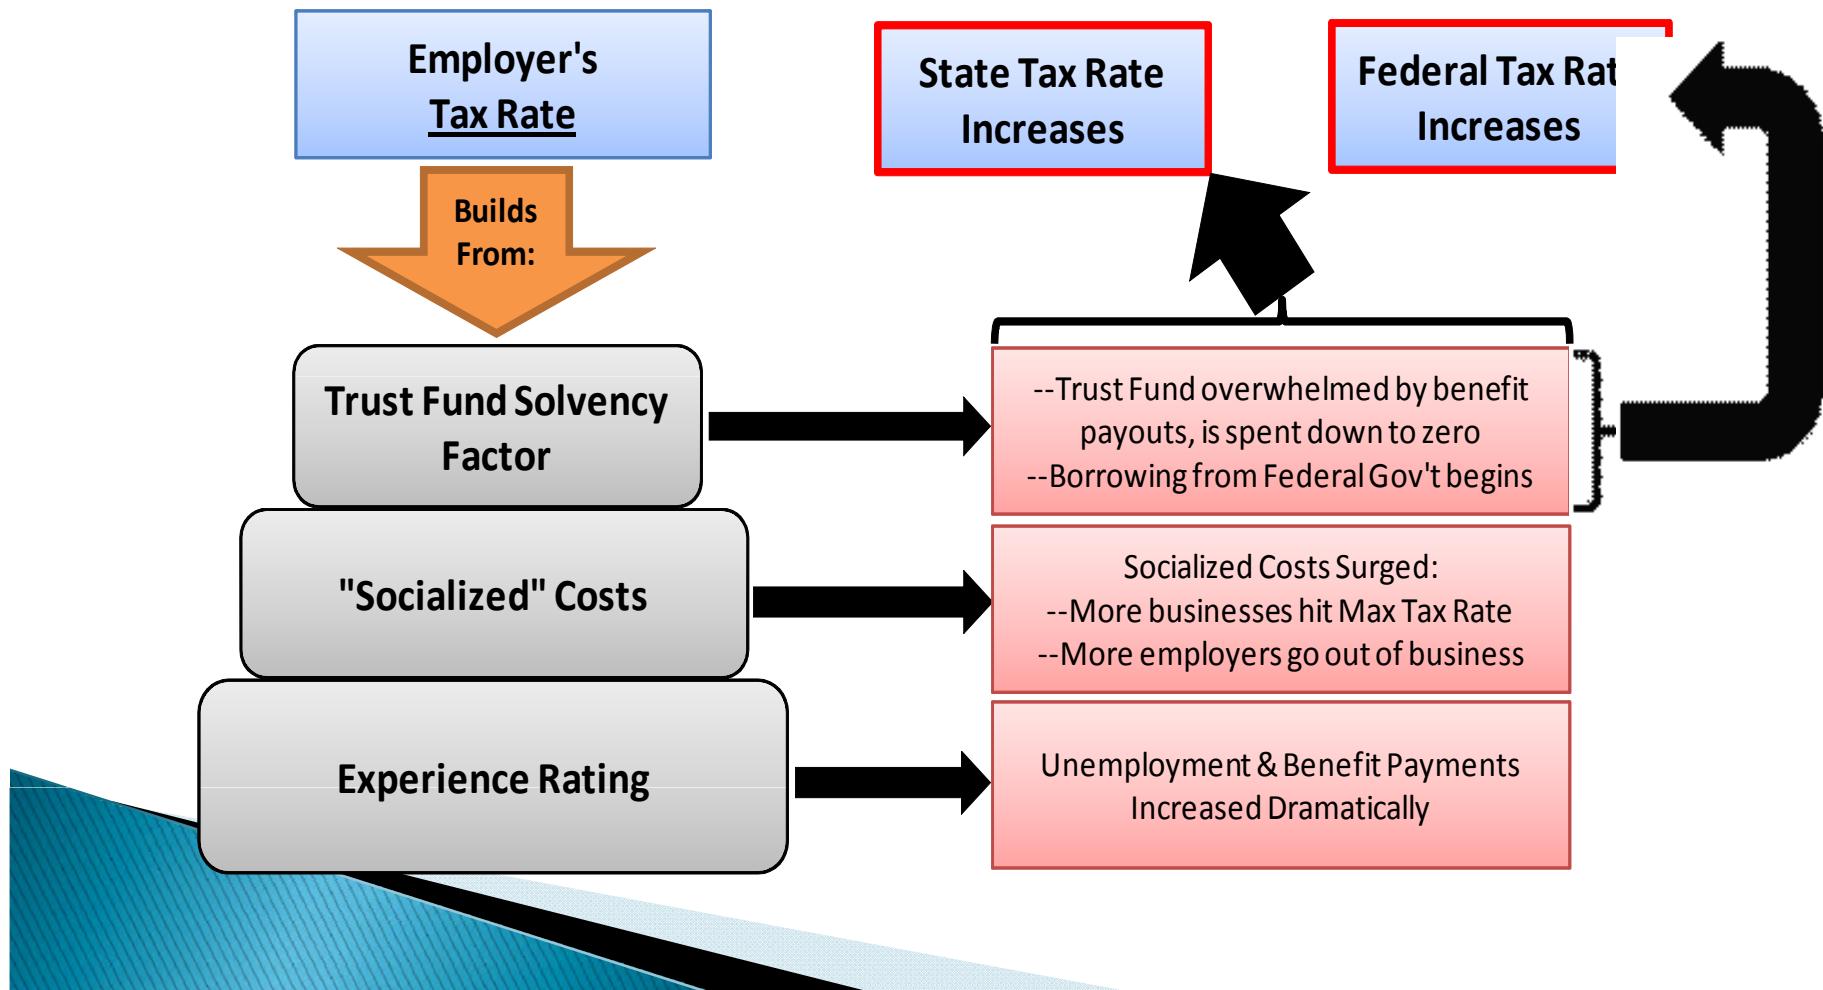 Employer's
Tax Rate
State Tax Rate
Increases
Federal Tax Rat
Increases
Builds
From:
Trust Fund Solvency
Factor
--Trust Fund overwhelmed by benefit
payouts, is spent down to zero
--Borrowing from Federal Gov't begins
"Socialized" Costs
Socialized Costs Surged:
--More businesses hit Max Tax Rate
--More employers go out of business
Experience Rating
Unemployment & Benefit Payments
Increased Dramatically